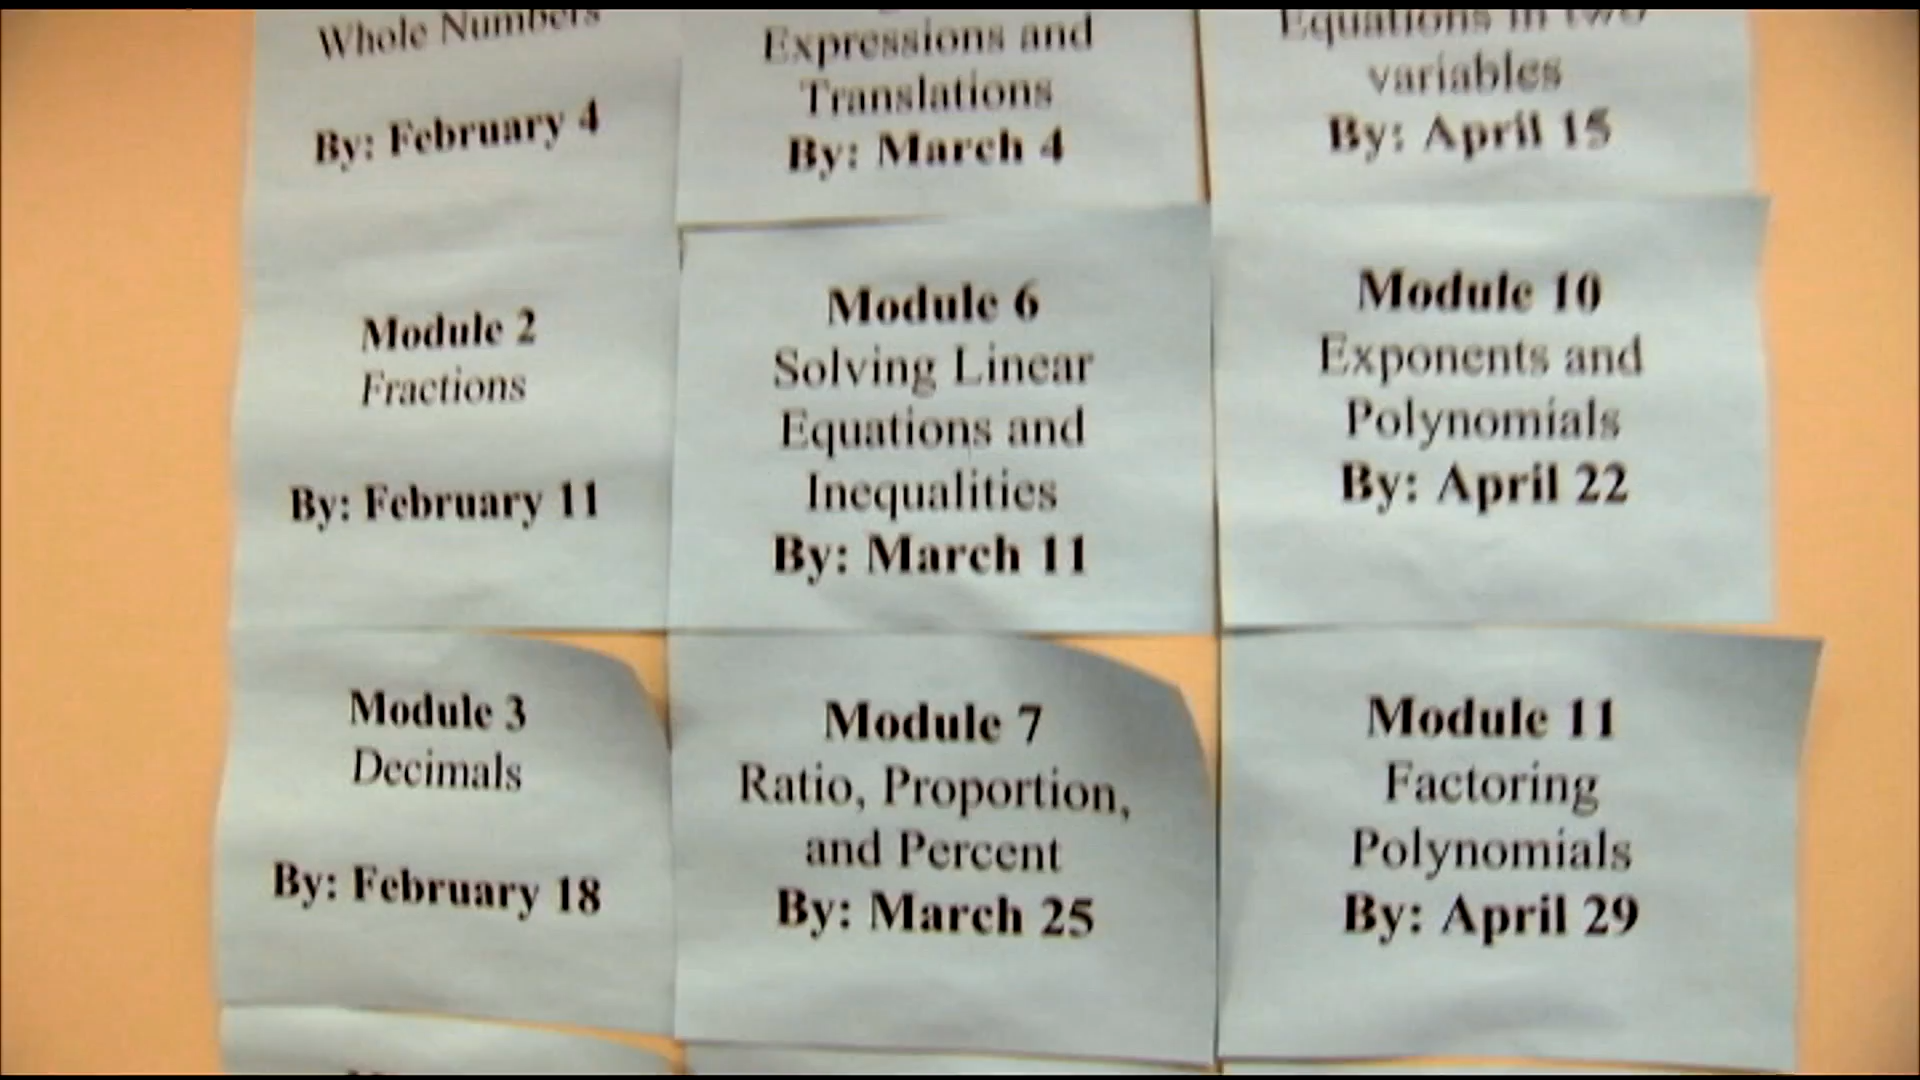 Whole Numbers
By: February 4
Module 2
Fractions
By: February 11
Module 3
Decimals
By: February 18
Expressions and
Translations
By: March 4
Module 6
Solving Linear
Equations and
Inequalities
By: March 11
Module 7
Ratio, Proportion,
and Percent
By: March 25
Equations in two
variables
By: April 15
Module 10
Exponents and
Polynomials
By: April 22
Module 11
Factoring
Polynomials
By: April 29